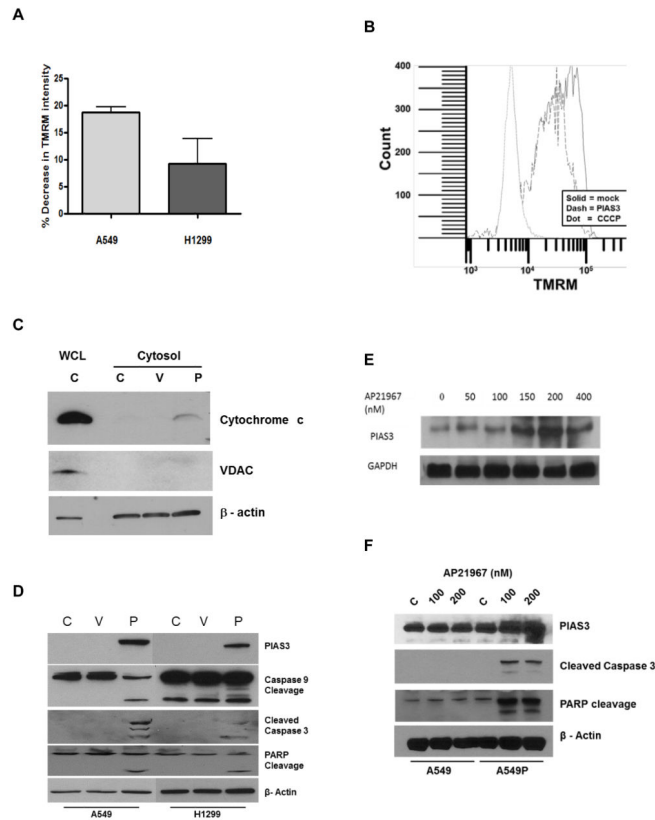 A
% Decrease in TMRM intensity
25
20
15
10
5
0
A549 H1299
B
Count
400
300
200
100
Solid = mock
Dash = PIAS3
Dot = CCCP
10³ 10⁴ 10⁵
TMRM
C
WCL Cytosol
C C V P
Cytochrome c
VDAC
β - actin
D
C V P C V P
PIAS3
Caspase 9
Cleavage
Cleaved
Caspase 3
PARP
Cleavage
β- Actin
A549 H1299
E
AP21967
(nM)
0 50 100 150 200 400
PIAS3
GAPDH
F
AP21967 (nM)
C 100 200 C 100 200
PIAS3
Cleaved Caspase 3
PARP cleavage
β - Actin
A549 A549P